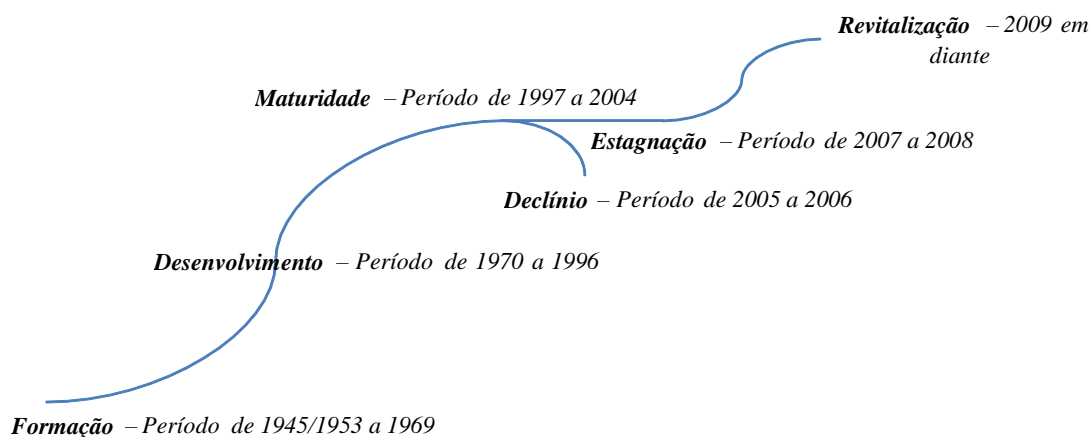 Revitalização – 2009 em
diante
Maturidade – Período de 1997 a 2004
Estagnação – Período de 2007 a 2008
Declínio – Período de 2005 a 2006
Desenvolvimento – Período de 1970 a 1996
Formação – Período de 1945/1953 a 1969